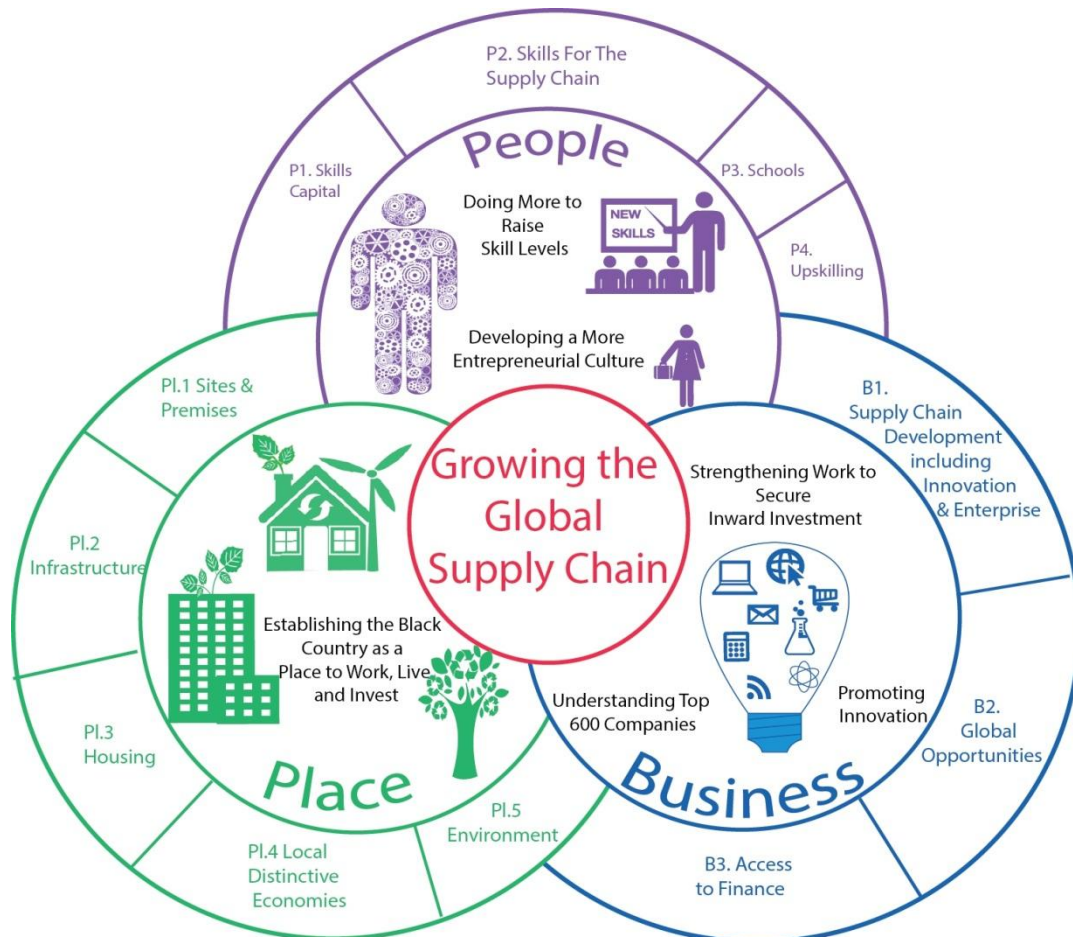 P2. Skills For The
Supply Chain
P1. Skills
Capital
P3. Schools
P4.
Upskilling
People
Doing More to
Raise
Skill Levels
NEW
SKILLS
Developing a More
Entrepreneurial Culture
Growing the
Global
Supply Chain
Pl.1 Sites &
Premises
Pl.2
Infrastructure
Pl.3
Housing
Pl.4 Local
Distinctive
Economies
Pl.5
Environment
Establishing the Black
Country as a
Place to Work, Live
and Invest
Place
B1.
Supply Chain
Development
including
Innovation
& Enterprise
B2.
Global
Opportunities
B3. Access
to Finance
Strengthening Work to
Secure
Inward Investment
Understanding Top
600 Companies
Promoting
Innovation
Business